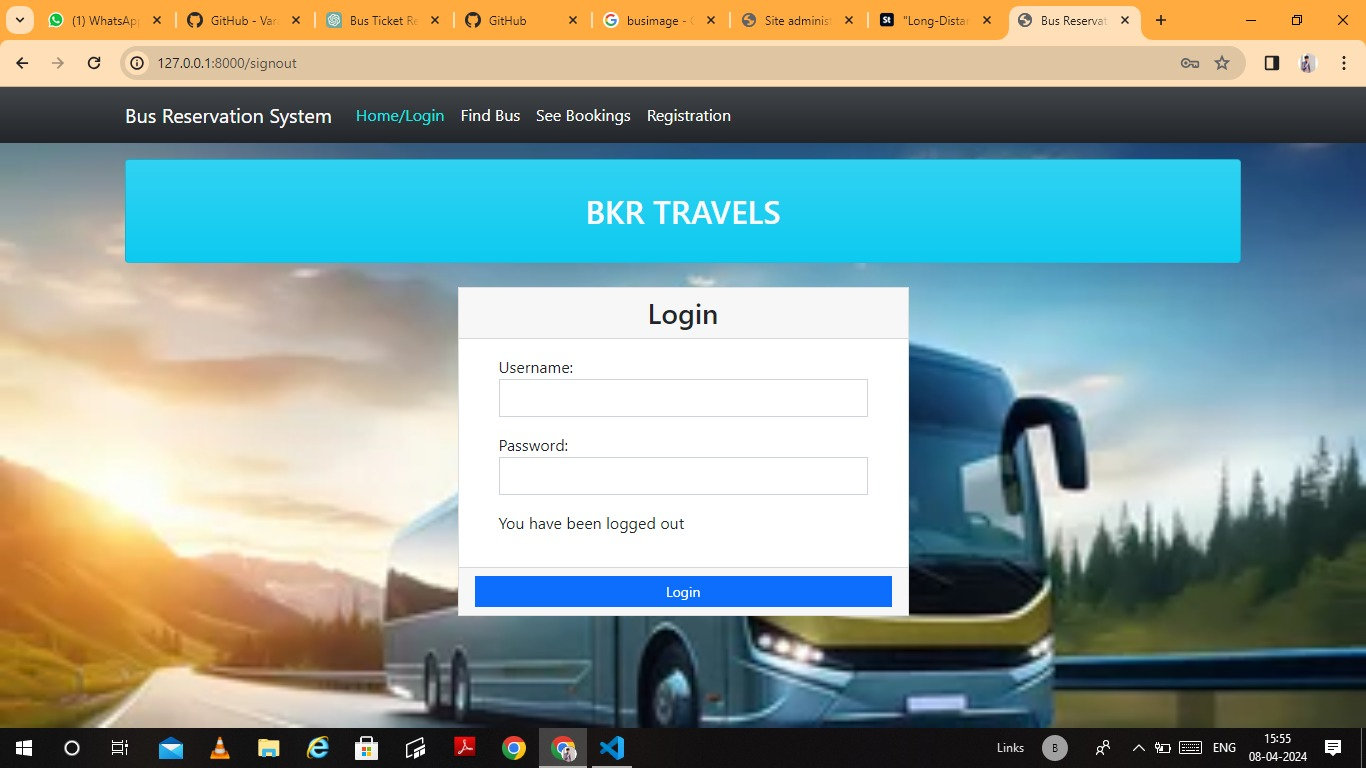 (1) WhatsApp
GitHub - Var
Bus Ticket Re
GitHub
busimage - G
Site administ
"Long-Distan
Bus Reservat
127.0.0.1:8000/signout
Bus Reservation System Home/Login Find Bus See Bookings Registration
BKR TRAVELS
Login
Username:
Password:
You have been logged out
Login
Links B ENG 15:55
08-04-2024